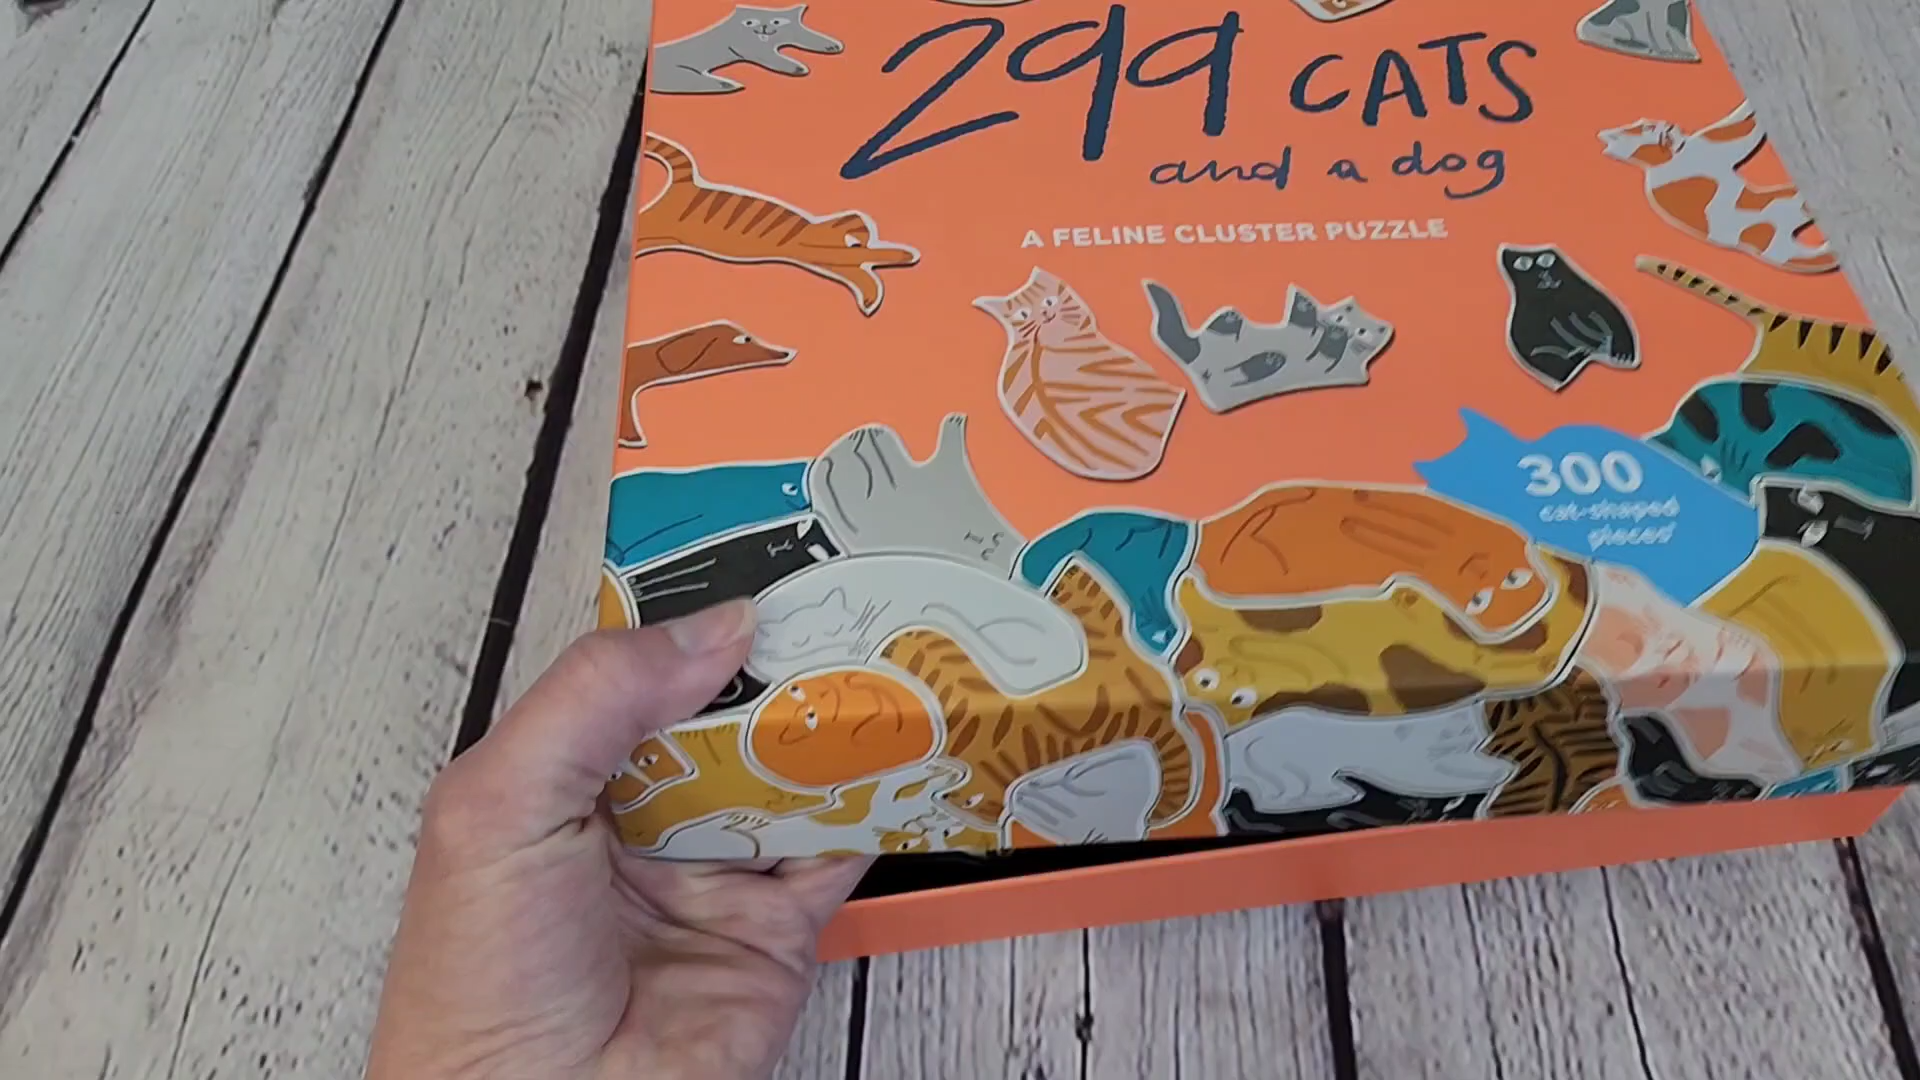 299 CATS
and a dog
A FELINE CLUSTER PUZZLE
300
cat-shaped
pieces*